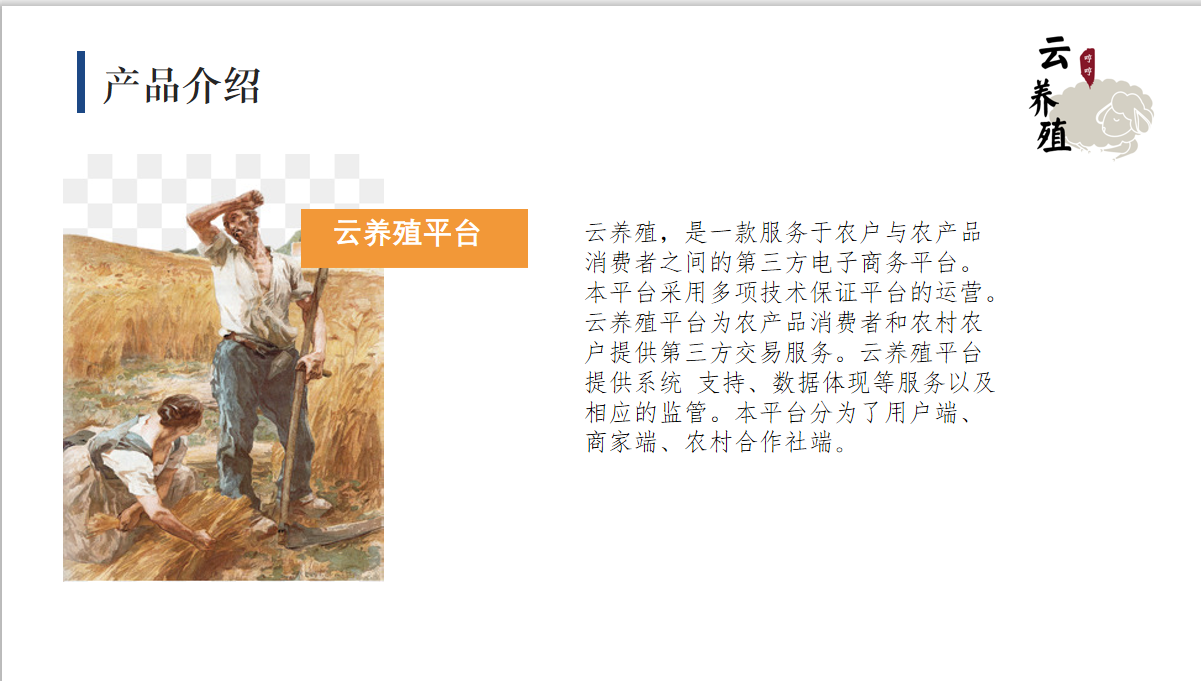 产品介绍
云养殖
哼哼
云养殖平台
云养殖，是一款服务于农户与农产品
消费者之间的第三方电子商务平台。
本平台采用多项技术保证平台的运营。
云养殖平台为农产品消费者和农村农
户提供第三方交易服务。云养殖平台
提供系统 支持、数据体现等服务以及
相应的监管。本平台分为了用户端、
商家端、农村合作社端。